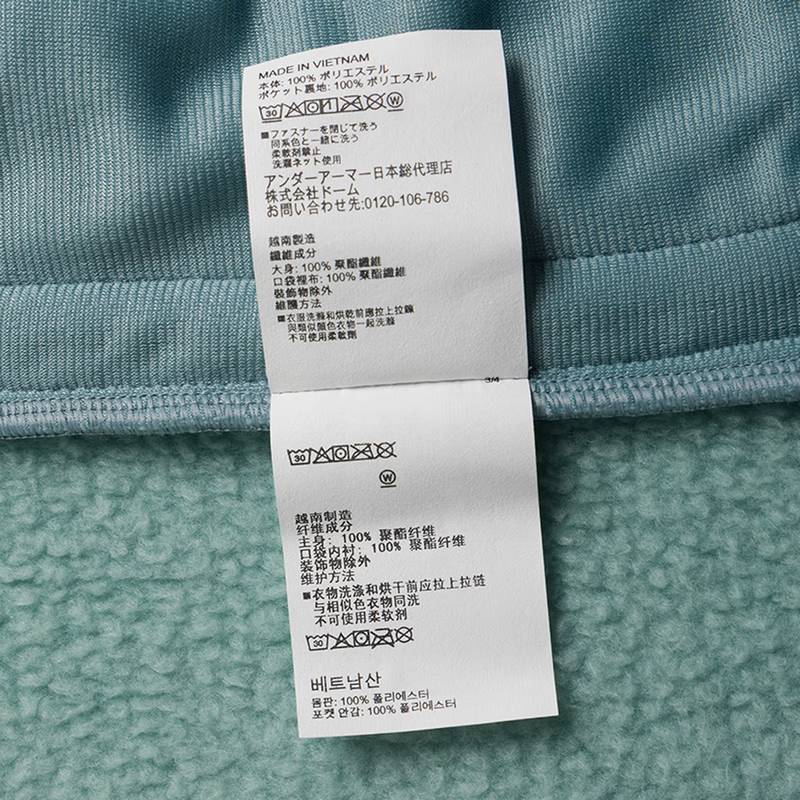 MADE IN VIETNAM
本体: 100% ポリエステル
ポケット裏地: 100% ポリエステル
30 W
■ファスナーを閉じて洗う
同系色と一緒に洗う
柔軟剤禁止
洗濯ネット使用
アンダーアーマー日本総代理店
株式会社ドーム
お問い合わせ先:0120-106-786
越南製造
纖維成分
大身: 100% 聚酯纖維
口袋裡布: 100% 聚酯纖維
裝飾物除外
維護方法
■衣服洗滌和烘乾前應拉上拉鏈
與類似顏色衣物一起洗滌
不可使用柔軟劑
3/4
30
W
越南制造
纤维成分
主身: 100% 聚酯纤维
口袋内衬: 100% 聚酯纤维
装饰物除外
维护方法
■衣物洗涤和烘干前应拉上拉链
与相似色衣物同洗
不可使用柔软剂
30
베트남산
몸판: 100% 폴리에스터
포켓 안감: 100% 폴리에스터